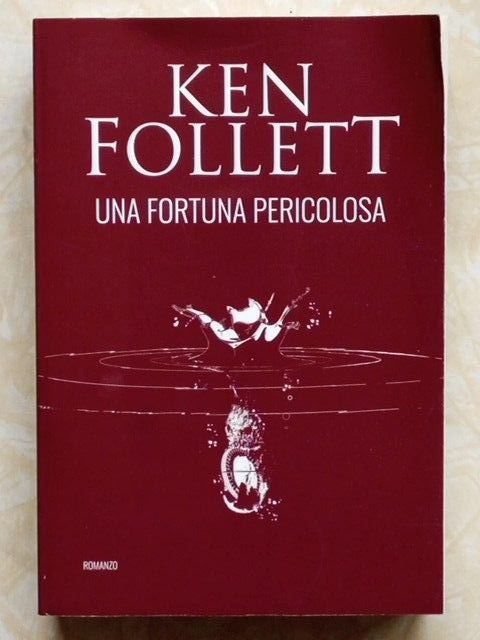 KEN
FOLLETT
UNA FORTUNA PERICOLOSA
ROMANZO